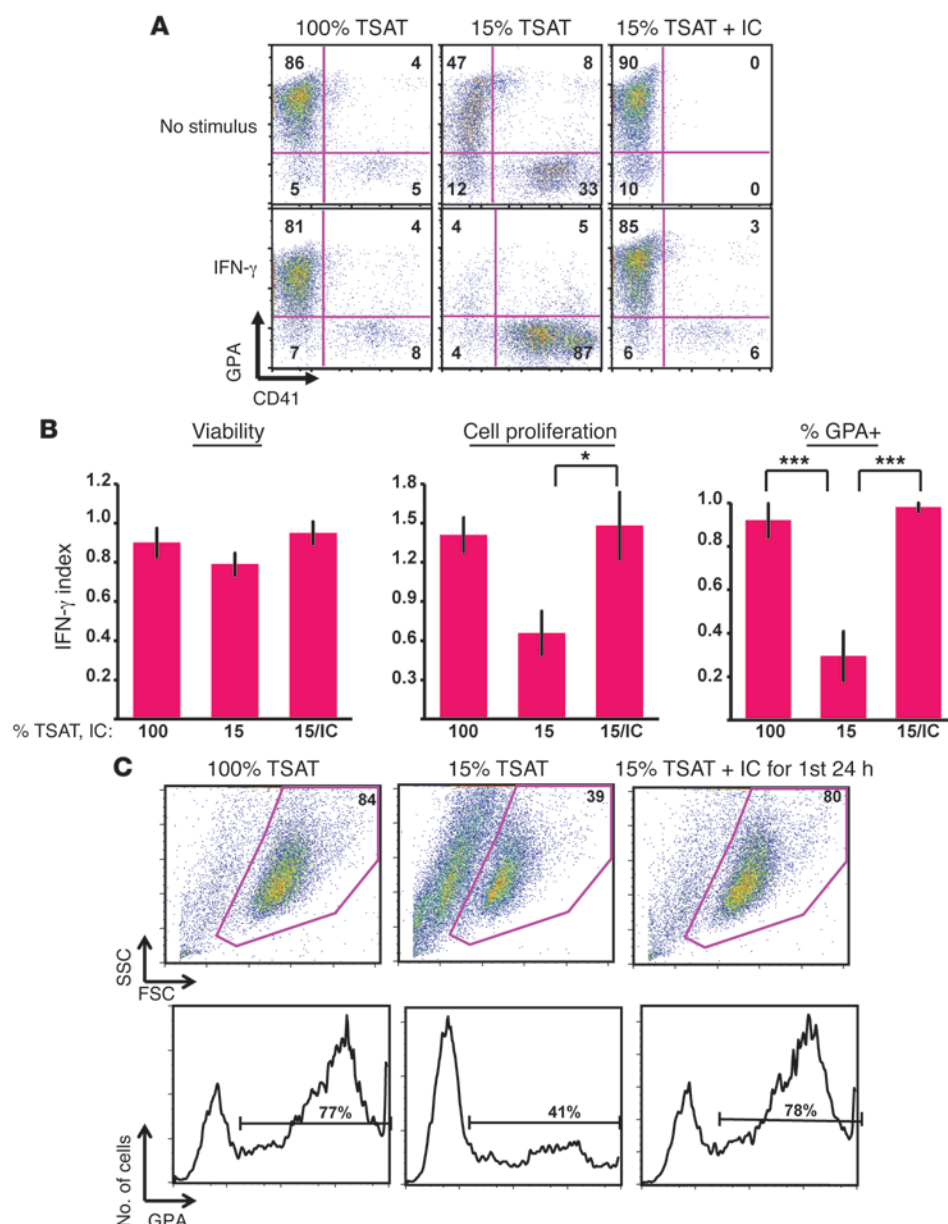 A
100% TSAT 15% TSAT 15% TSAT + IC
No stimulus
86 4 47 8 90 0
5 5 12 33 10 0
IFN-γ
81 4 4 5 85 3
7 8 4 87 6 6
GPA
CD41
B
Viability Cell proliferation % GPA+
* *** ***
IFN-γ index
1.2 1.0 0.8 0.6 0.4 0.2
1.8 1.5 1.2 0.9 0.6 0.3
1.0 0.8 0.6 0.4 0.2
% TSAT, IC: 100 15 15/IC 100 15 15/IC 100 15 15/IC
C
100% TSAT 15% TSAT 15% TSAT + IC for 1st 24 h
84 39 80
SSC
FSC
77% 41% 78%
No. of cells
GPA